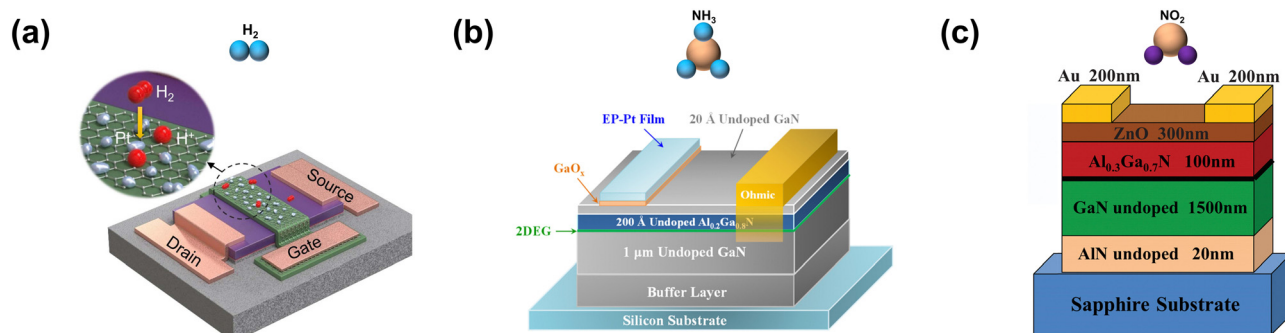 (a)
H₂
H₂
Pt
H⁺
Source
Drain
Gate
(b)
NH₃
EP-Pt Film
20 Å Undoped GaN
GaOₓ
Ohmic
200 Å Undoped Al₀.₂Ga₀.₈N
2DEG
1 μm Undoped GaN
Buffer Layer
Silicon Substrate
(c)
NO₂
Au 200nm
Au 200nm
ZnO 300nm
Al₀.₃Ga₀.₇N 100nm
GaN undoped 1500nm
AlN undoped 20nm
Sapphire Substrate